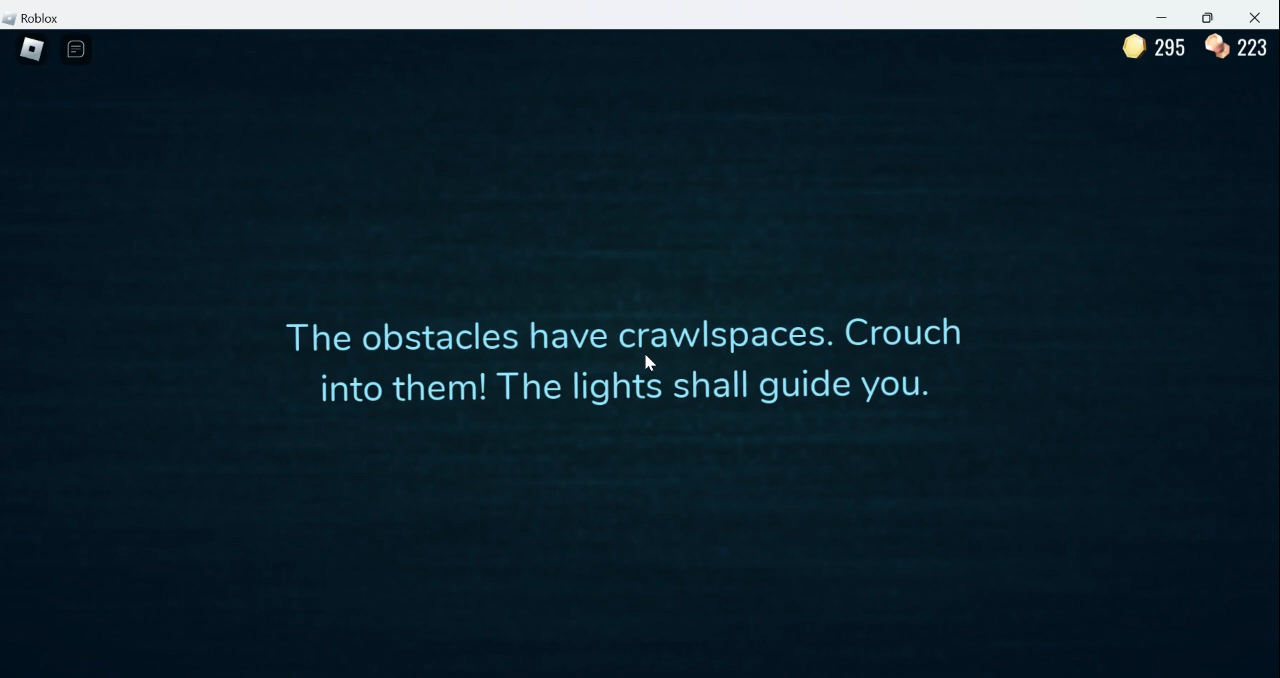 Roblox
295 223
The obstacles have crawlspaces. Crouch
into them! The lights shall guide you.